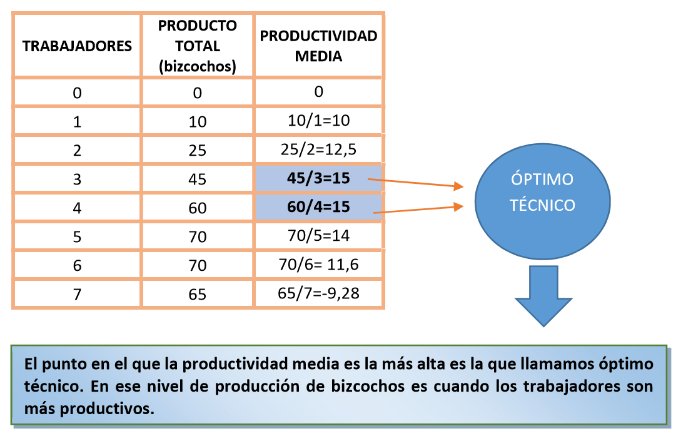 TRABAJADORES PRODUCTO TOTAL (bizcochos) PRODUCTIVIDAD MEDIA
0 0 0
1 10 10/1=10
2 25 25/2=12,5
3 45 45/3=15
4 60 60/4=15
5 70 70/5=14
6 70 70/6= 11,6
7 65 65/7=-9,28
ÓPTIMO
TÉCNICO
El punto en el que la productividad media es la más alta es la que llamamos óptimo
técnico. En ese nivel de producción de bizcochos es cuando los trabajadores son
más productivos.